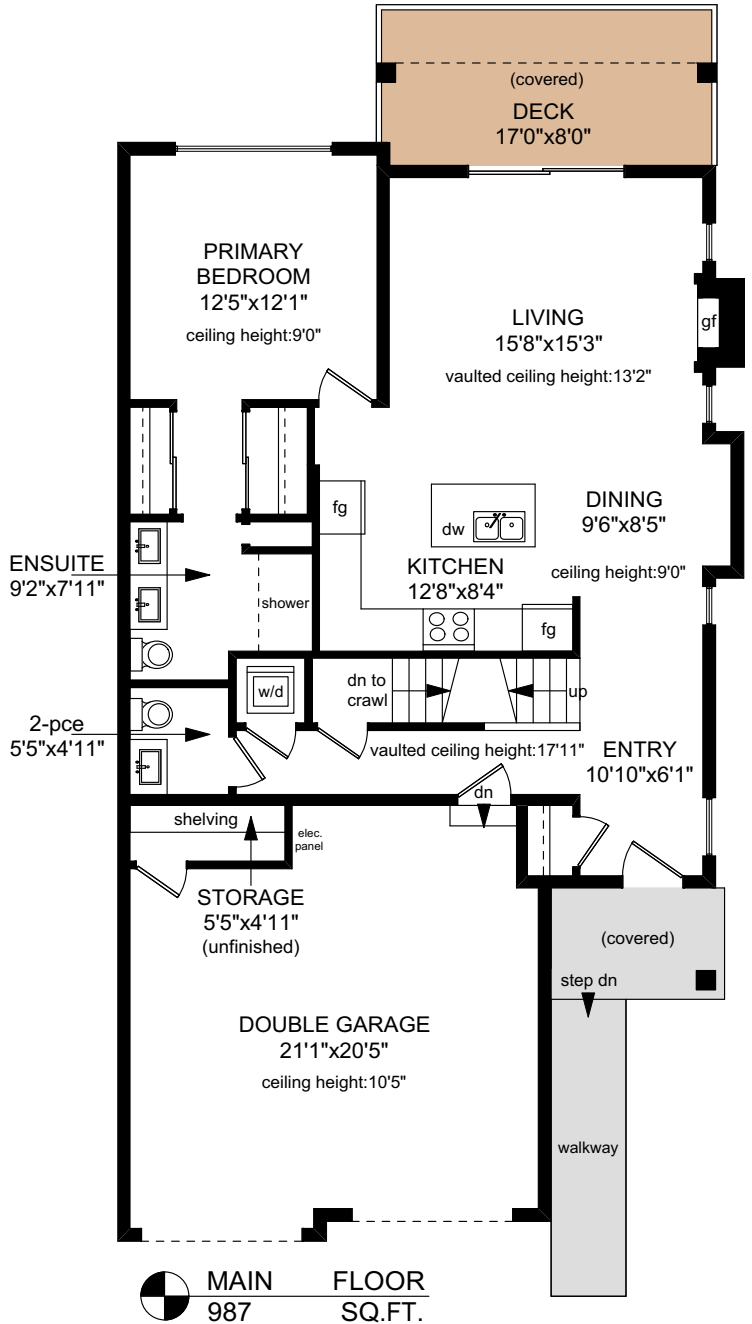 (covered)
DECK
17'0"x8'0"
PRIMARY
BEDROOM
12'5"x12'1"
ceiling height:9'0"
LIVING
15'8"x15'3"
vaulted ceiling height:13'2"
gf
fg
dw
DINING
9'6"x8'5"
ceiling height:9'0"
KITCHEN
12'8"x8'4"
ENSUITE
9'2"x7'11"
shower
fg
w/d
dn to
crawl
up
2-pce
5'5"x4'11"
vaulted ceiling height:17'11"
ENTRY
10'10"x6'1"
dn
shelving
elec.
panel
STORAGE
5'5"x4'11"
(unfinished)
(covered)
step dn
DOUBLE GARAGE
21'1"x20'5"
ceiling height:10'5"
walkway
MAIN FLOOR
987 SQ.FT.